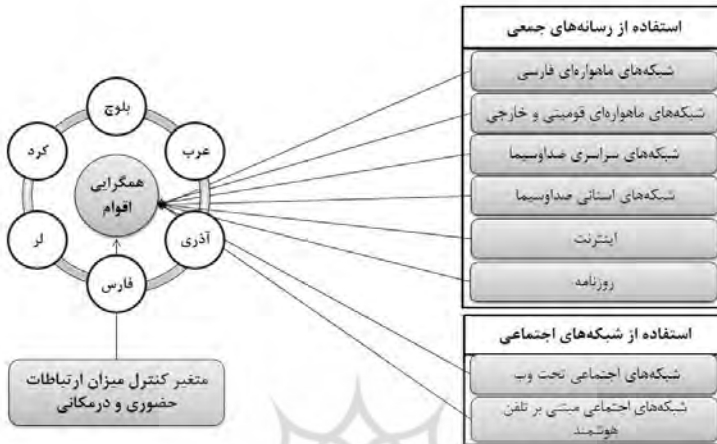 استفاده از رسانه‌های جمعی
شبکه‌های ماهواره‌ای فارسی
شبکه‌های ماهواره‌ای قومیتی و خارجی
شبکه‌های سراسری صداوسیما
شبکه‌های استانی صداوسیما
اینترنت
روزنامه
استفاده از شبکه‌های اجتماعی
شبکه‌های اجتماعی تحت وب
شبکه‌های اجتماعی مبتنی بر تلفن
هوشمند
بلوچ
عرب
کرد
همگرایی
اقوام
آذری
لر
فارس
متغیر کنترل میزان ارتباطات
حضوری و درمکانی